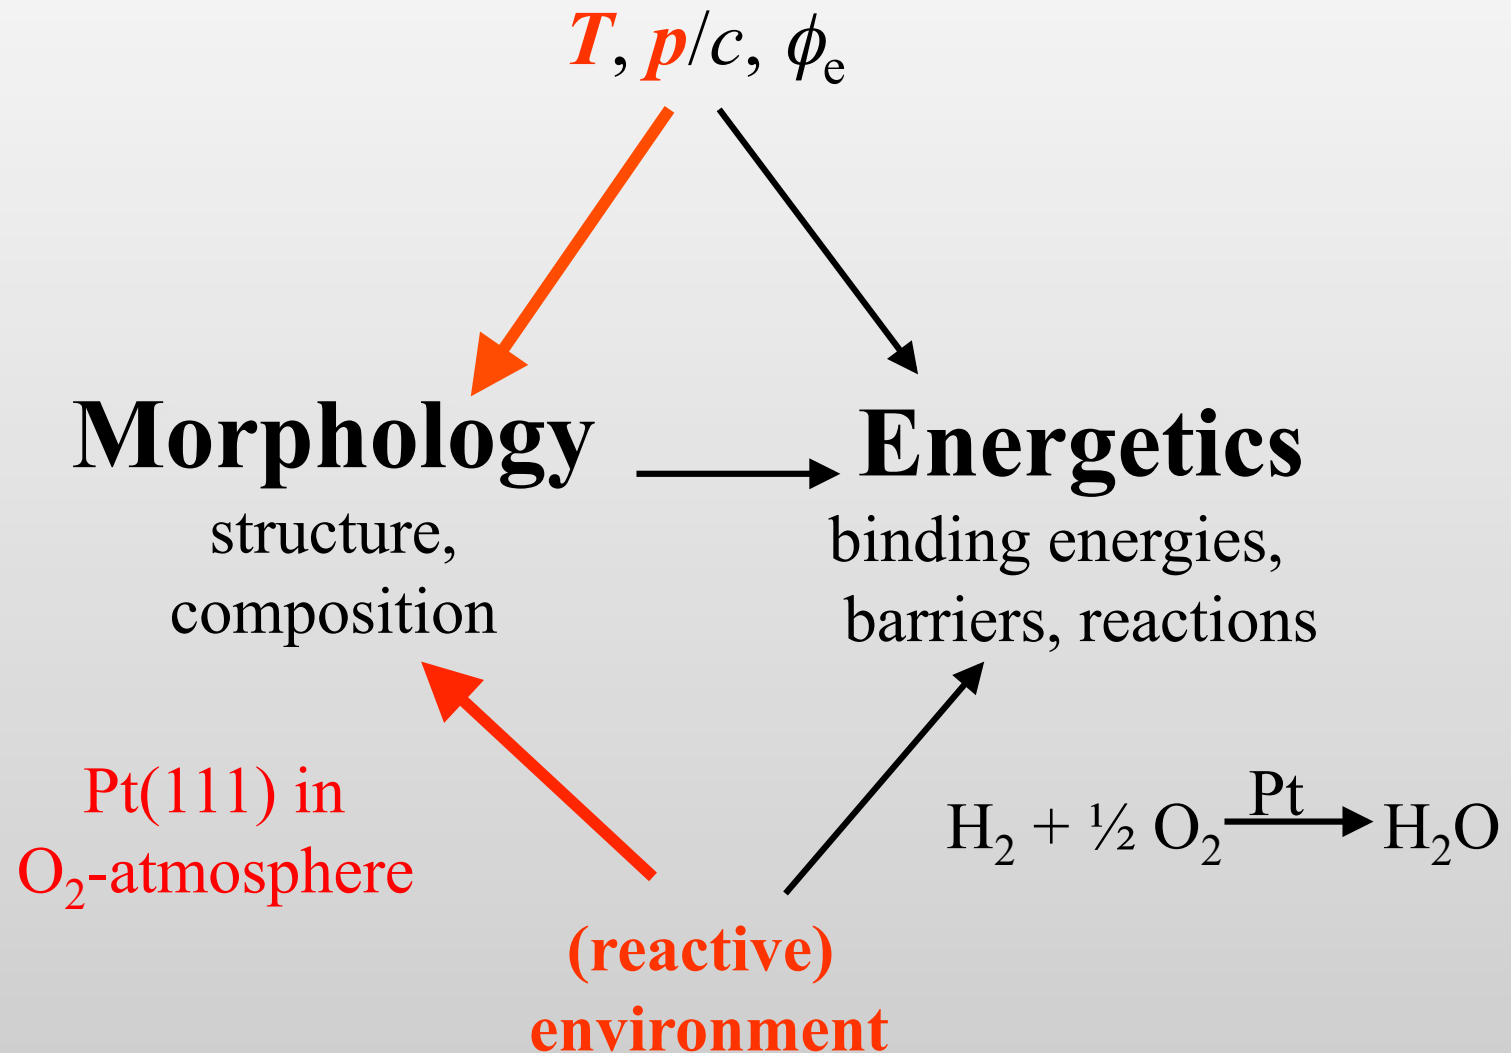 T, p/c, ϕₑ
Morphology
structure,
composition
Energetics
binding energies,
barriers, reactions
Pt(111) in
O₂-atmosphere
Pt
H₂ + ½ O₂ H₂O
(reactive)
environment